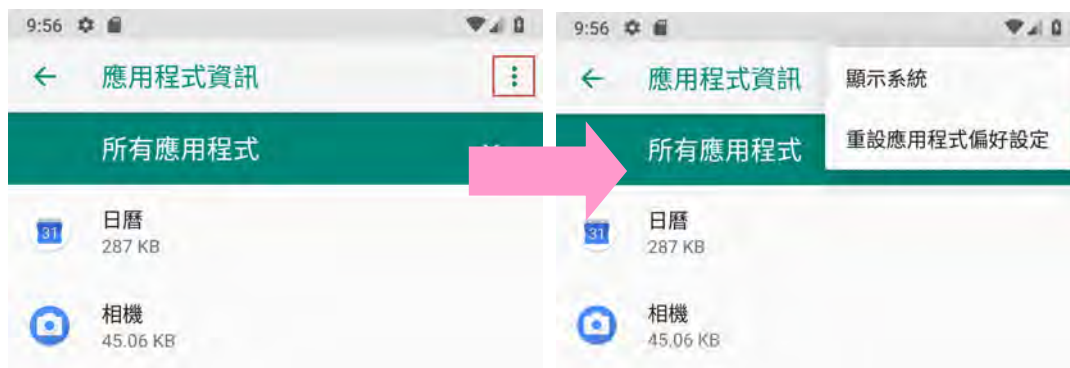 9:56
應用程式資訊
所有應用程式
31
日曆
287 KB
相機
45.06 KB
9:56
應用程式資訊
顯示系統
重設應用程式偏好設定
所有應用程式
31
日曆
287 KB
相機
45.06 KB